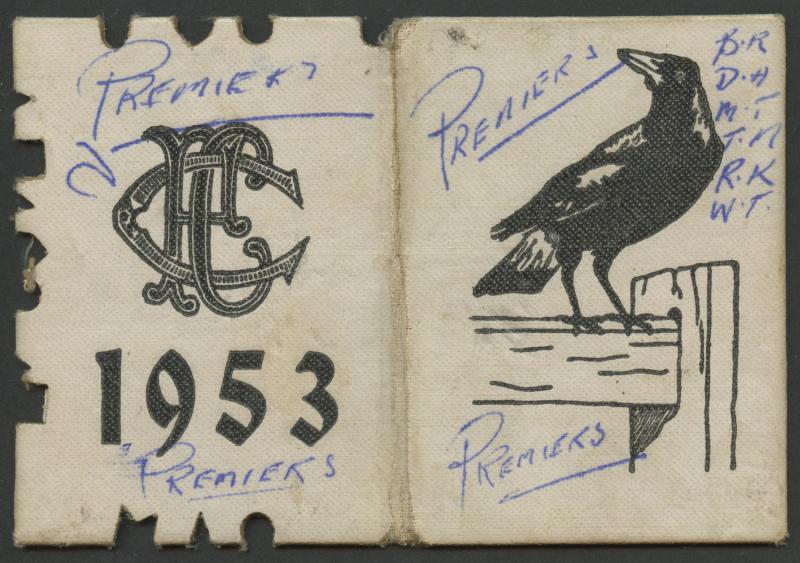 PREMIERS
CFC
1953
PREMIERS
PREMIERS
B.R
D.H
M.T
T.M
R.K
W.T.
PREMIERS